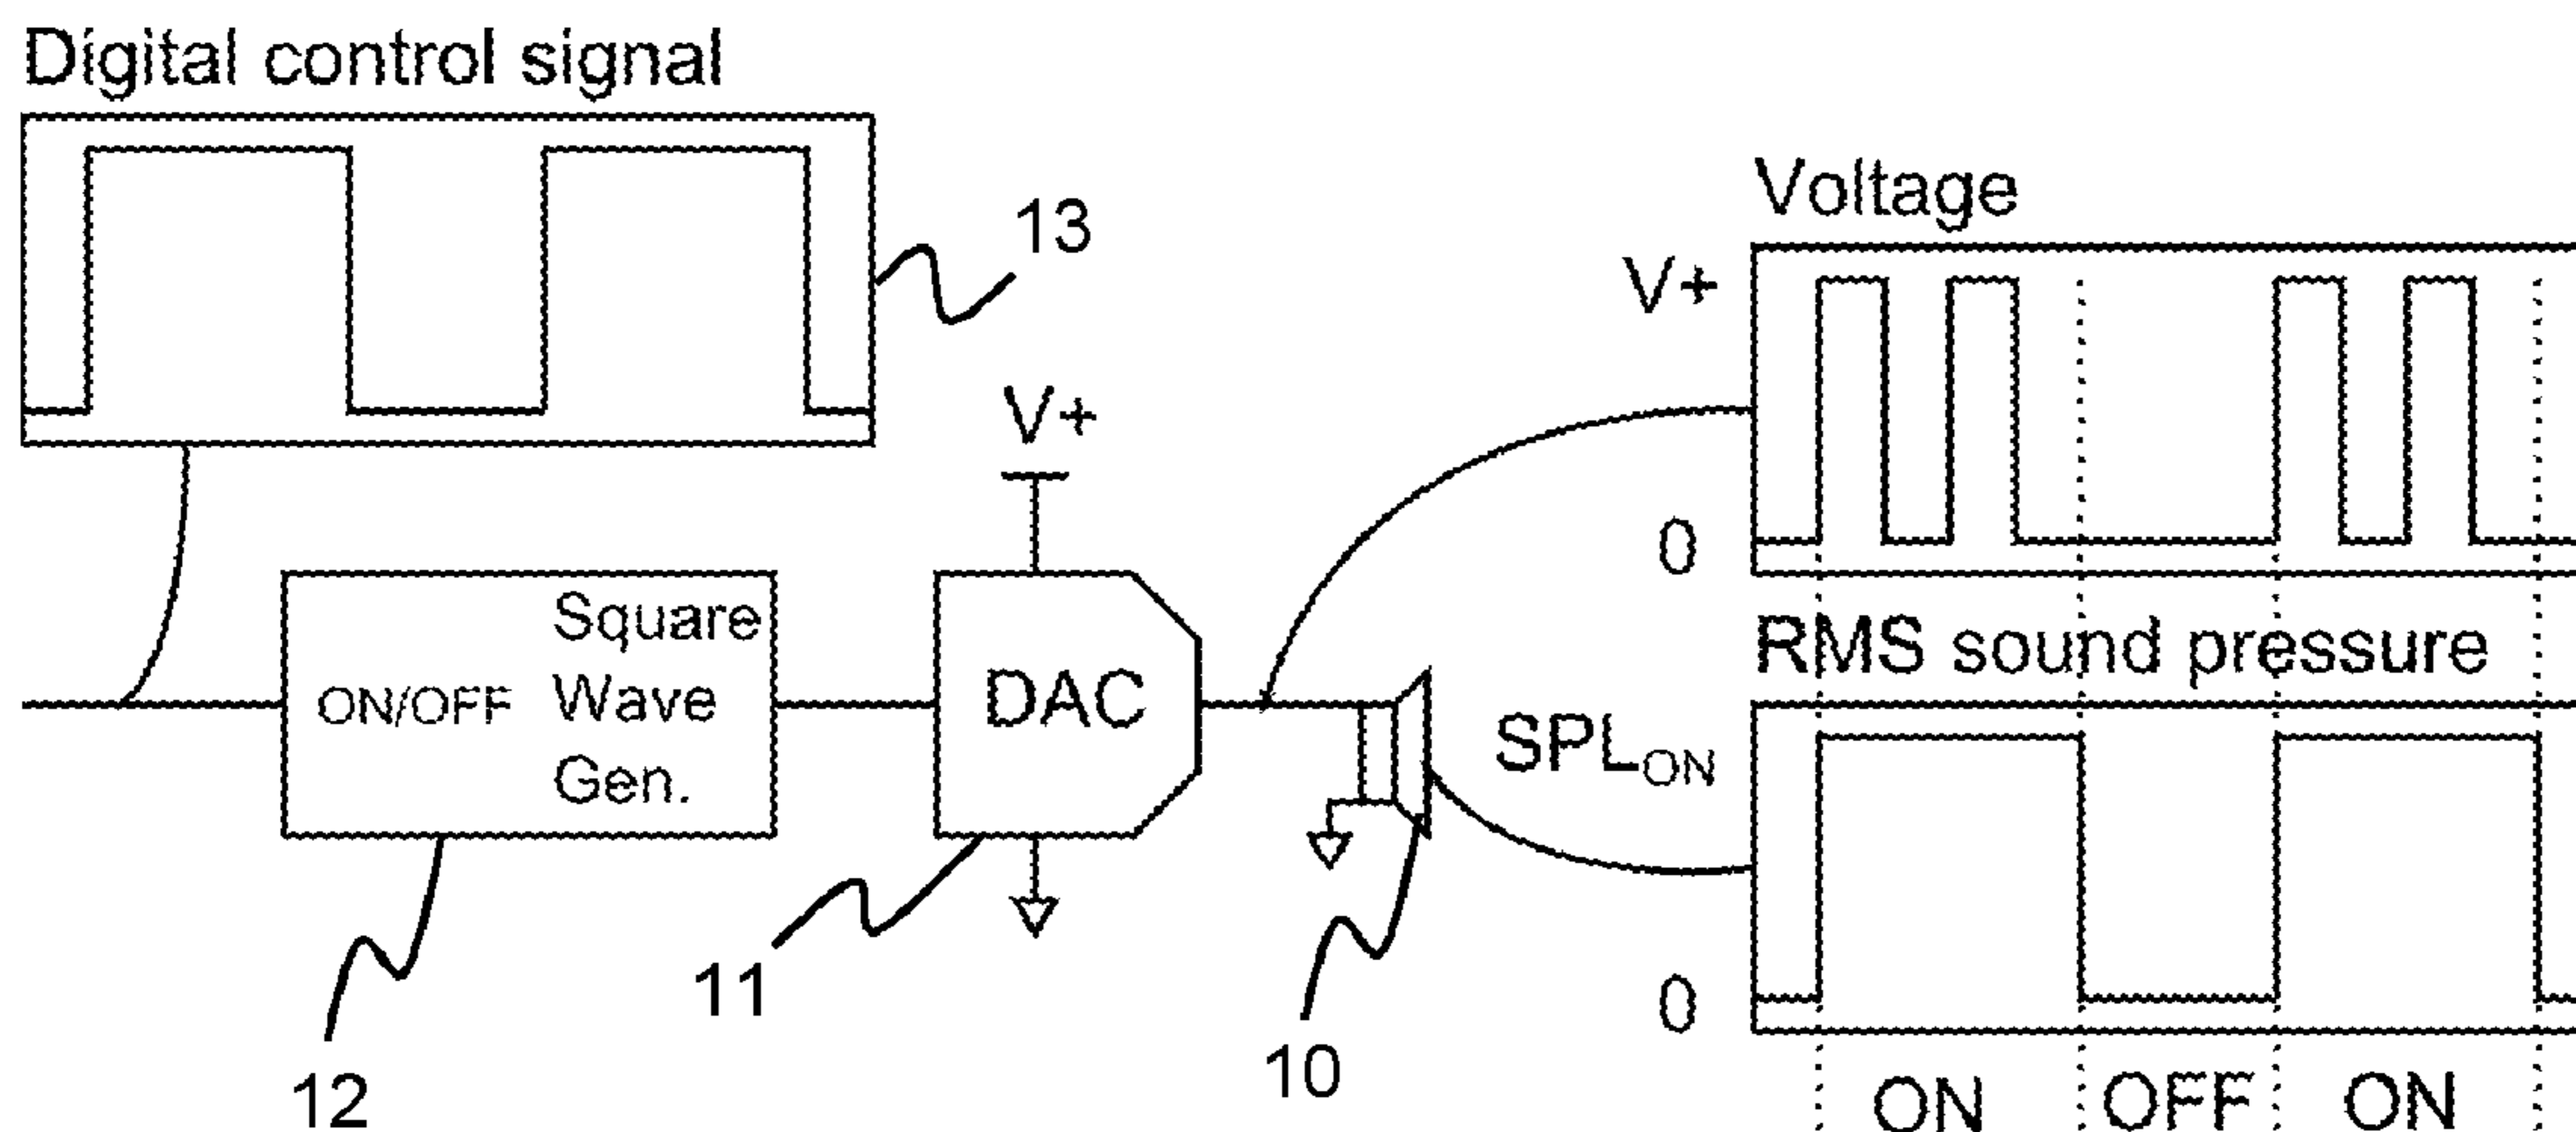 Digital control signal
13
Voltage
V+
V+
0
ON/OFF
Square
Wave
Gen.
DAC
RMS sound pressure
SPL_ON
0
12
11
10
ON
OFF
ON